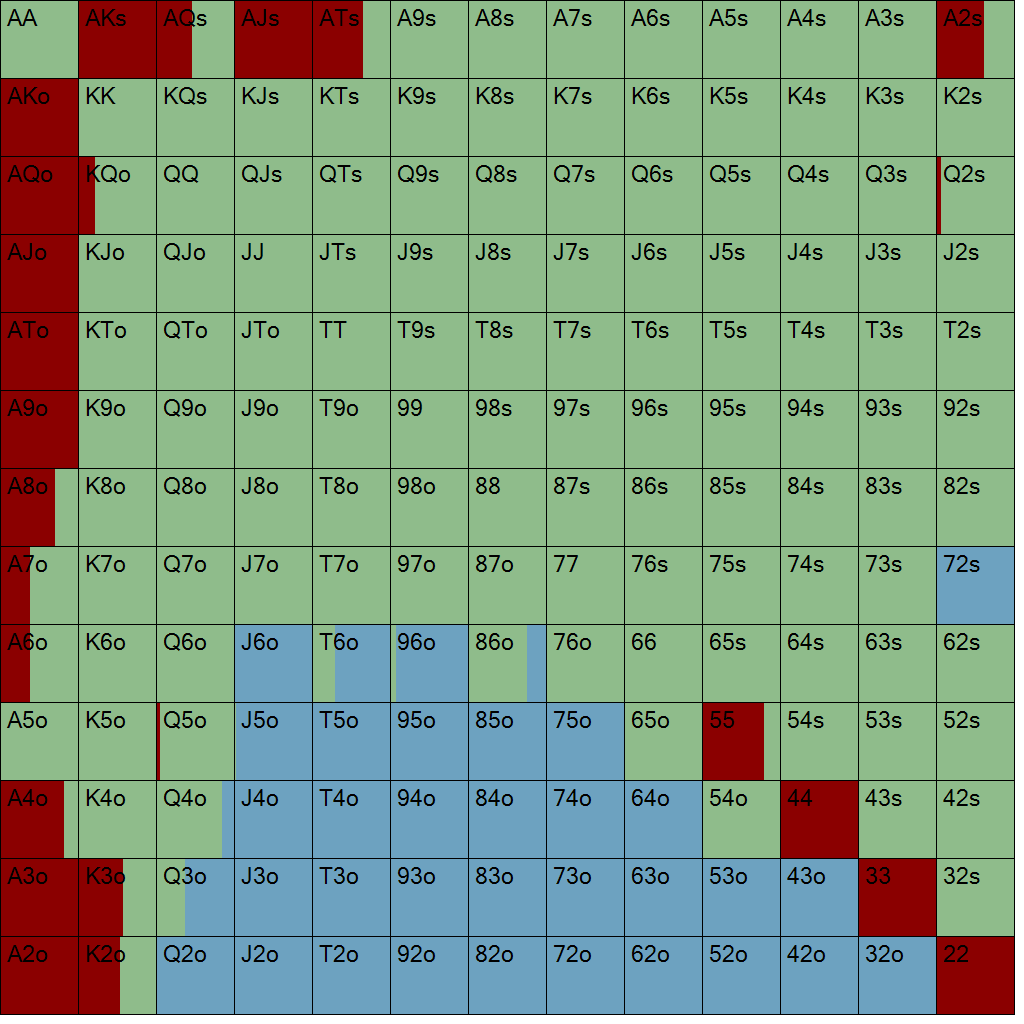 AA AKs AQs AJs ATs A9s A8s A7s A6s A5s A4s A3s A2s
AKo KK KQs KJs KTs K9s K8s K7s K6s K5s K4s K3s K2s
AQo KQo QQ QJs QTs Q9s Q8s Q7s Q6s Q5s Q4s Q3s Q2s
AJo KJo QJo JJ JTs J9s J8s J7s J6s J5s J4s J3s J2s
ATo KTo QTo JTo TT T9s T8s T7s T6s T5s T4s T3s T2s
A9o K9o Q9o J9o T9o 99 98s 97s 96s 95s 94s 93s 92s
A8o K8o Q8o J8o T8o 98o 88 87s 86s 85s 84s 83s 82s
A7o K7o Q7o J7o T7o 97o 87o 77 76s 75s 74s 73s 72s
A6o K6o Q6o J6o T6o 96o 86o 76o 66 65s 64s 63s 62s
A5o K5o Q5o J5o T5o 95o 85o 75o 65o 55 54s 53s 52s
A4o K4o Q4o J4o T4o 94o 84o 74o 64o 54o 44 43s 42s
A3o K3o Q3o J3o T3o 93o 83o 73o 63o 53o 43o 33 32s
A2o K2o Q2o J2o T2o 92o 82o 72o 62o 52o 42o 32o 22